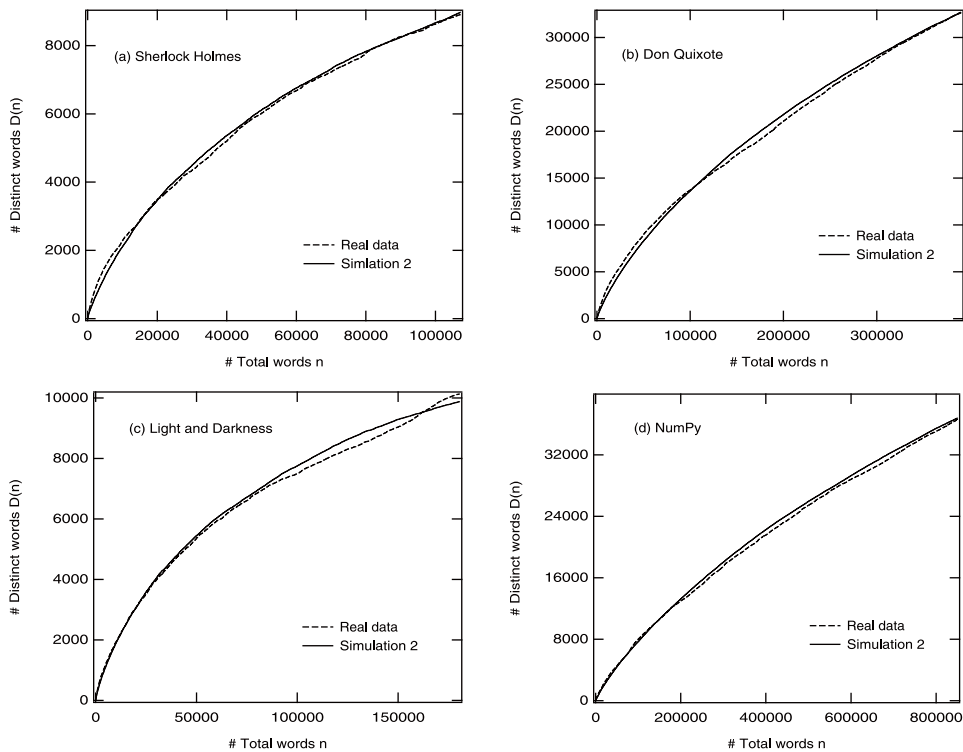 (a) Sherlock Holmes
# Distinct words D(n)
8000
6000
4000
2000
0
Real data
Simlation 2
0 20000 40000 60000 80000 100000
# Total words n
(b) Don Quixote
# Distinct words D(n)
30000
25000
20000
15000
10000
5000
0
Real data
Simulation 2
0 100000 200000 300000
# Total words n
(c) Light and Darkness
# Distinct words D(n)
10000
8000
6000
4000
2000
0
Real data
Simulation 2
0 50000 100000 150000
# Total words n
(d) NumPy
# Distinct words D(n)
32000
24000
16000
8000
0
Real data
Simulation 2
0 200000 400000 600000 800000
# Total words n